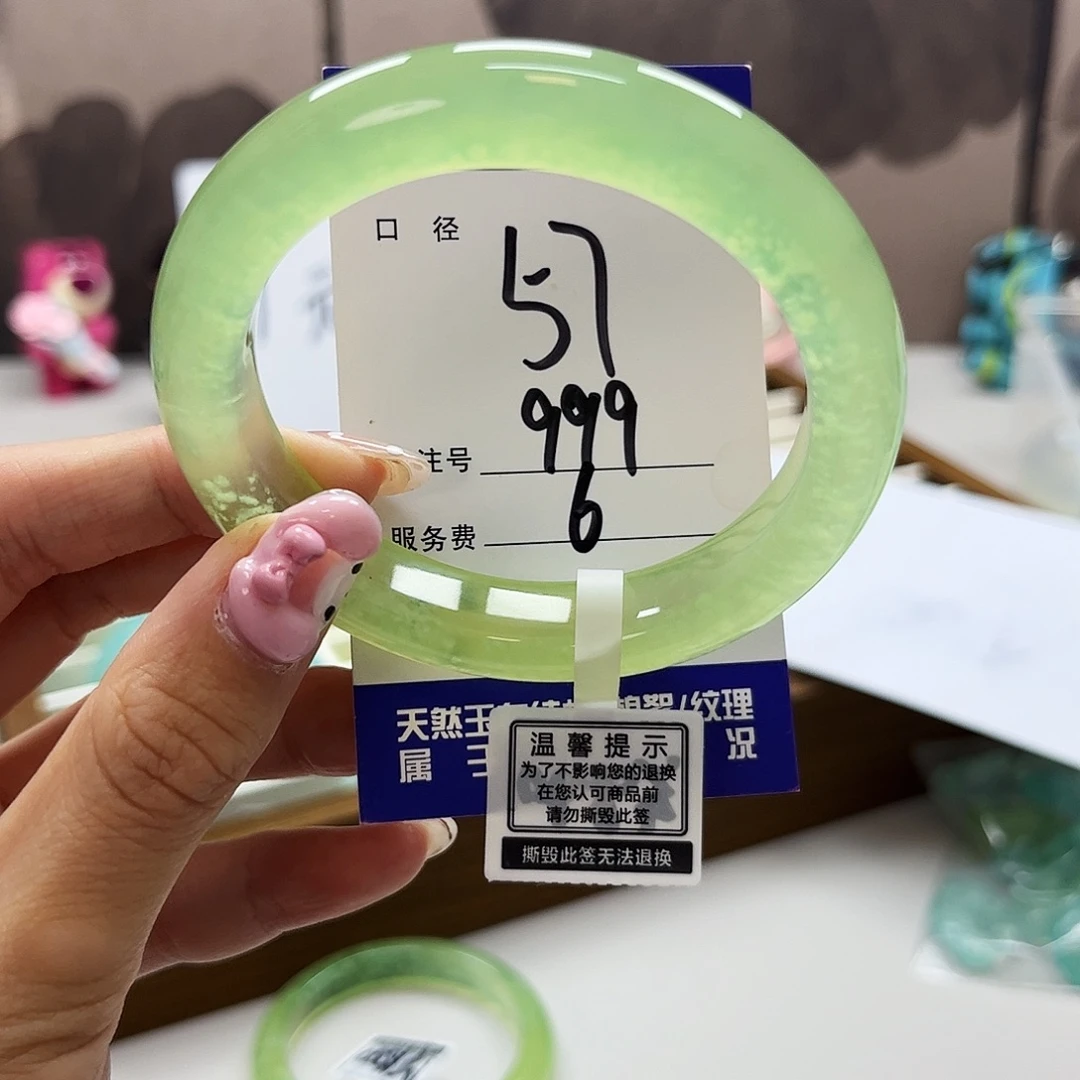 口 径
57
999
注号
6
服务费
天然玉
纹理
属
况
温馨提示
为了不影响您的退换
在您认可商品前
请勿撕毁此签
撕毁此签无法退换